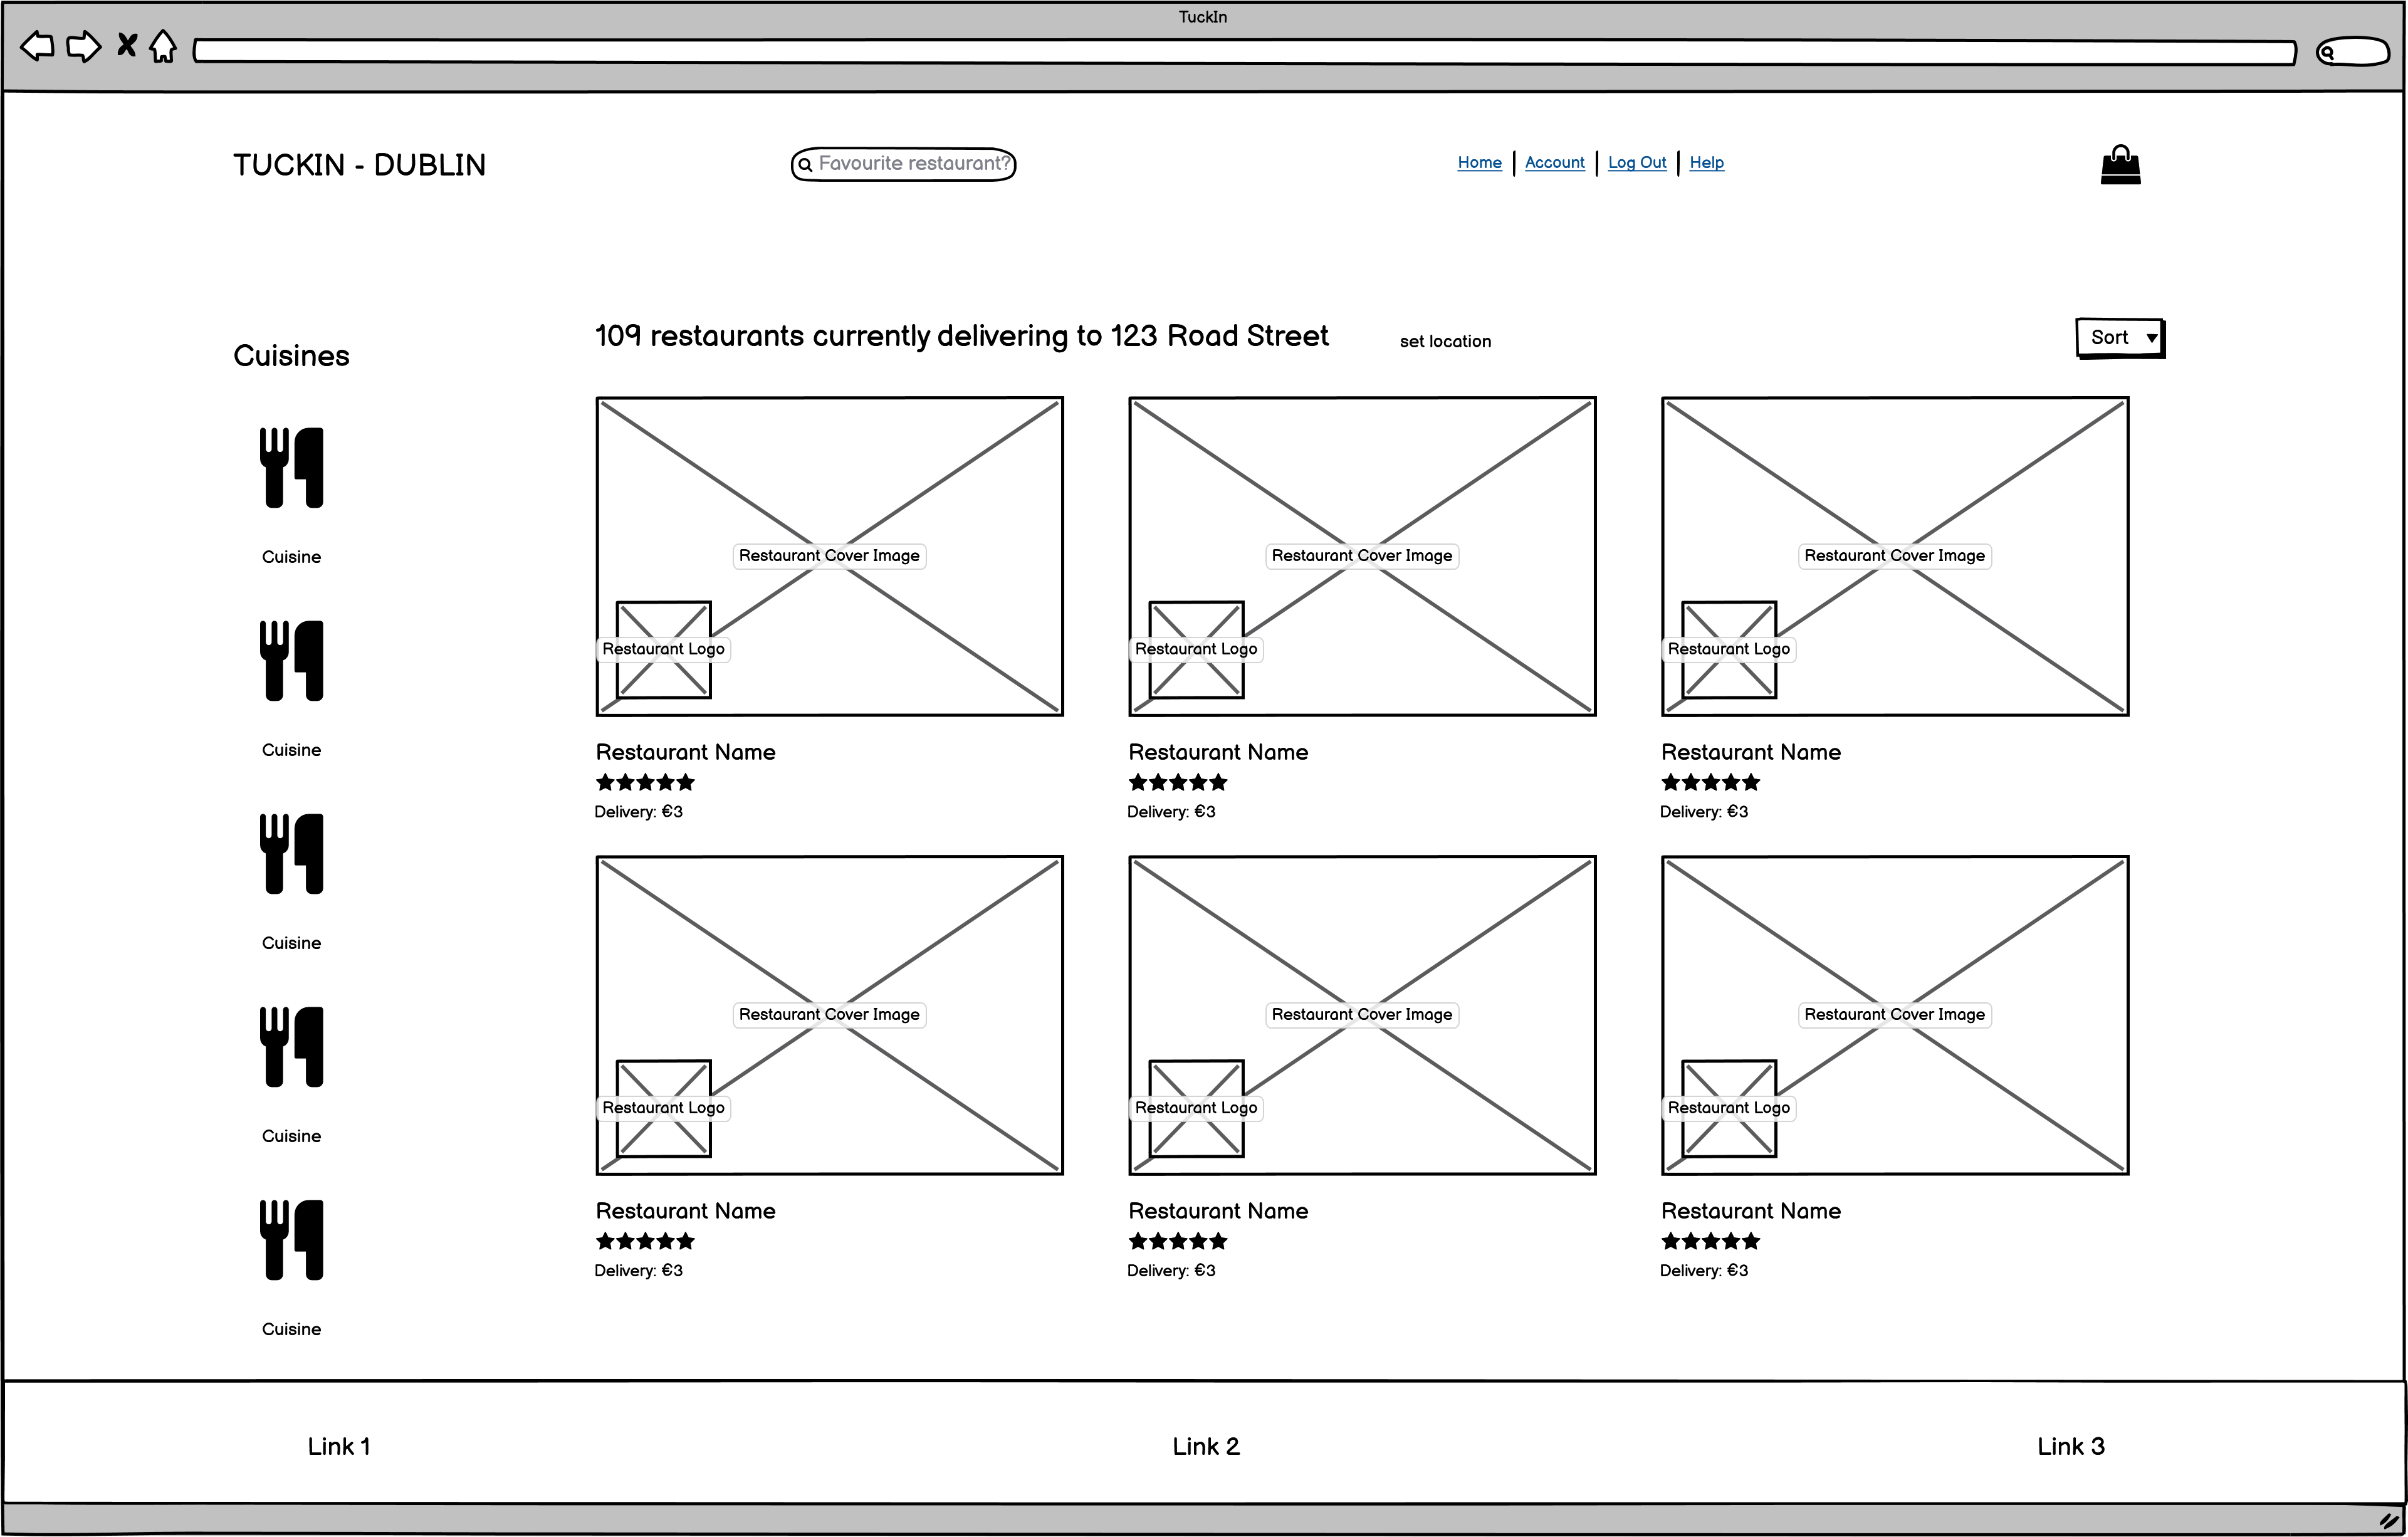 TuckIn
TUCKIN - DUBLIN
Favourite restaurant?
Home Account Log Out Help
109 restaurants currently delivering to 123 Road Street
set location
Sort
Cuisines
Cuisine
Cuisine
Cuisine
Cuisine
Cuisine
Restaurant Cover Image
Restaurant Logo
Restaurant Name
Delivery: €3
Restaurant Cover Image
Restaurant Logo
Restaurant Name
Delivery: €3
Restaurant Cover Image
Restaurant Logo
Restaurant Name
Delivery: €3
Restaurant Cover Image
Restaurant Logo
Restaurant Name
Delivery: €3
Restaurant Cover Image
Restaurant Logo
Restaurant Name
Delivery: €3
Restaurant Cover Image
Restaurant Logo
Restaurant Name
Delivery: €3
Link 1
Link 2
Link 3